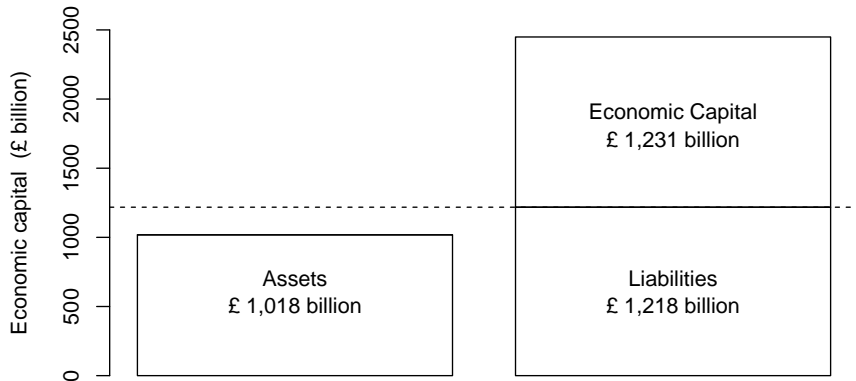 Economic capital (£ billion)
2500
2000
1500
1000
500
0
Assets
£ 1,018 billion
Economic Capital
£ 1,231 billion
Liabilities
£ 1,218 billion